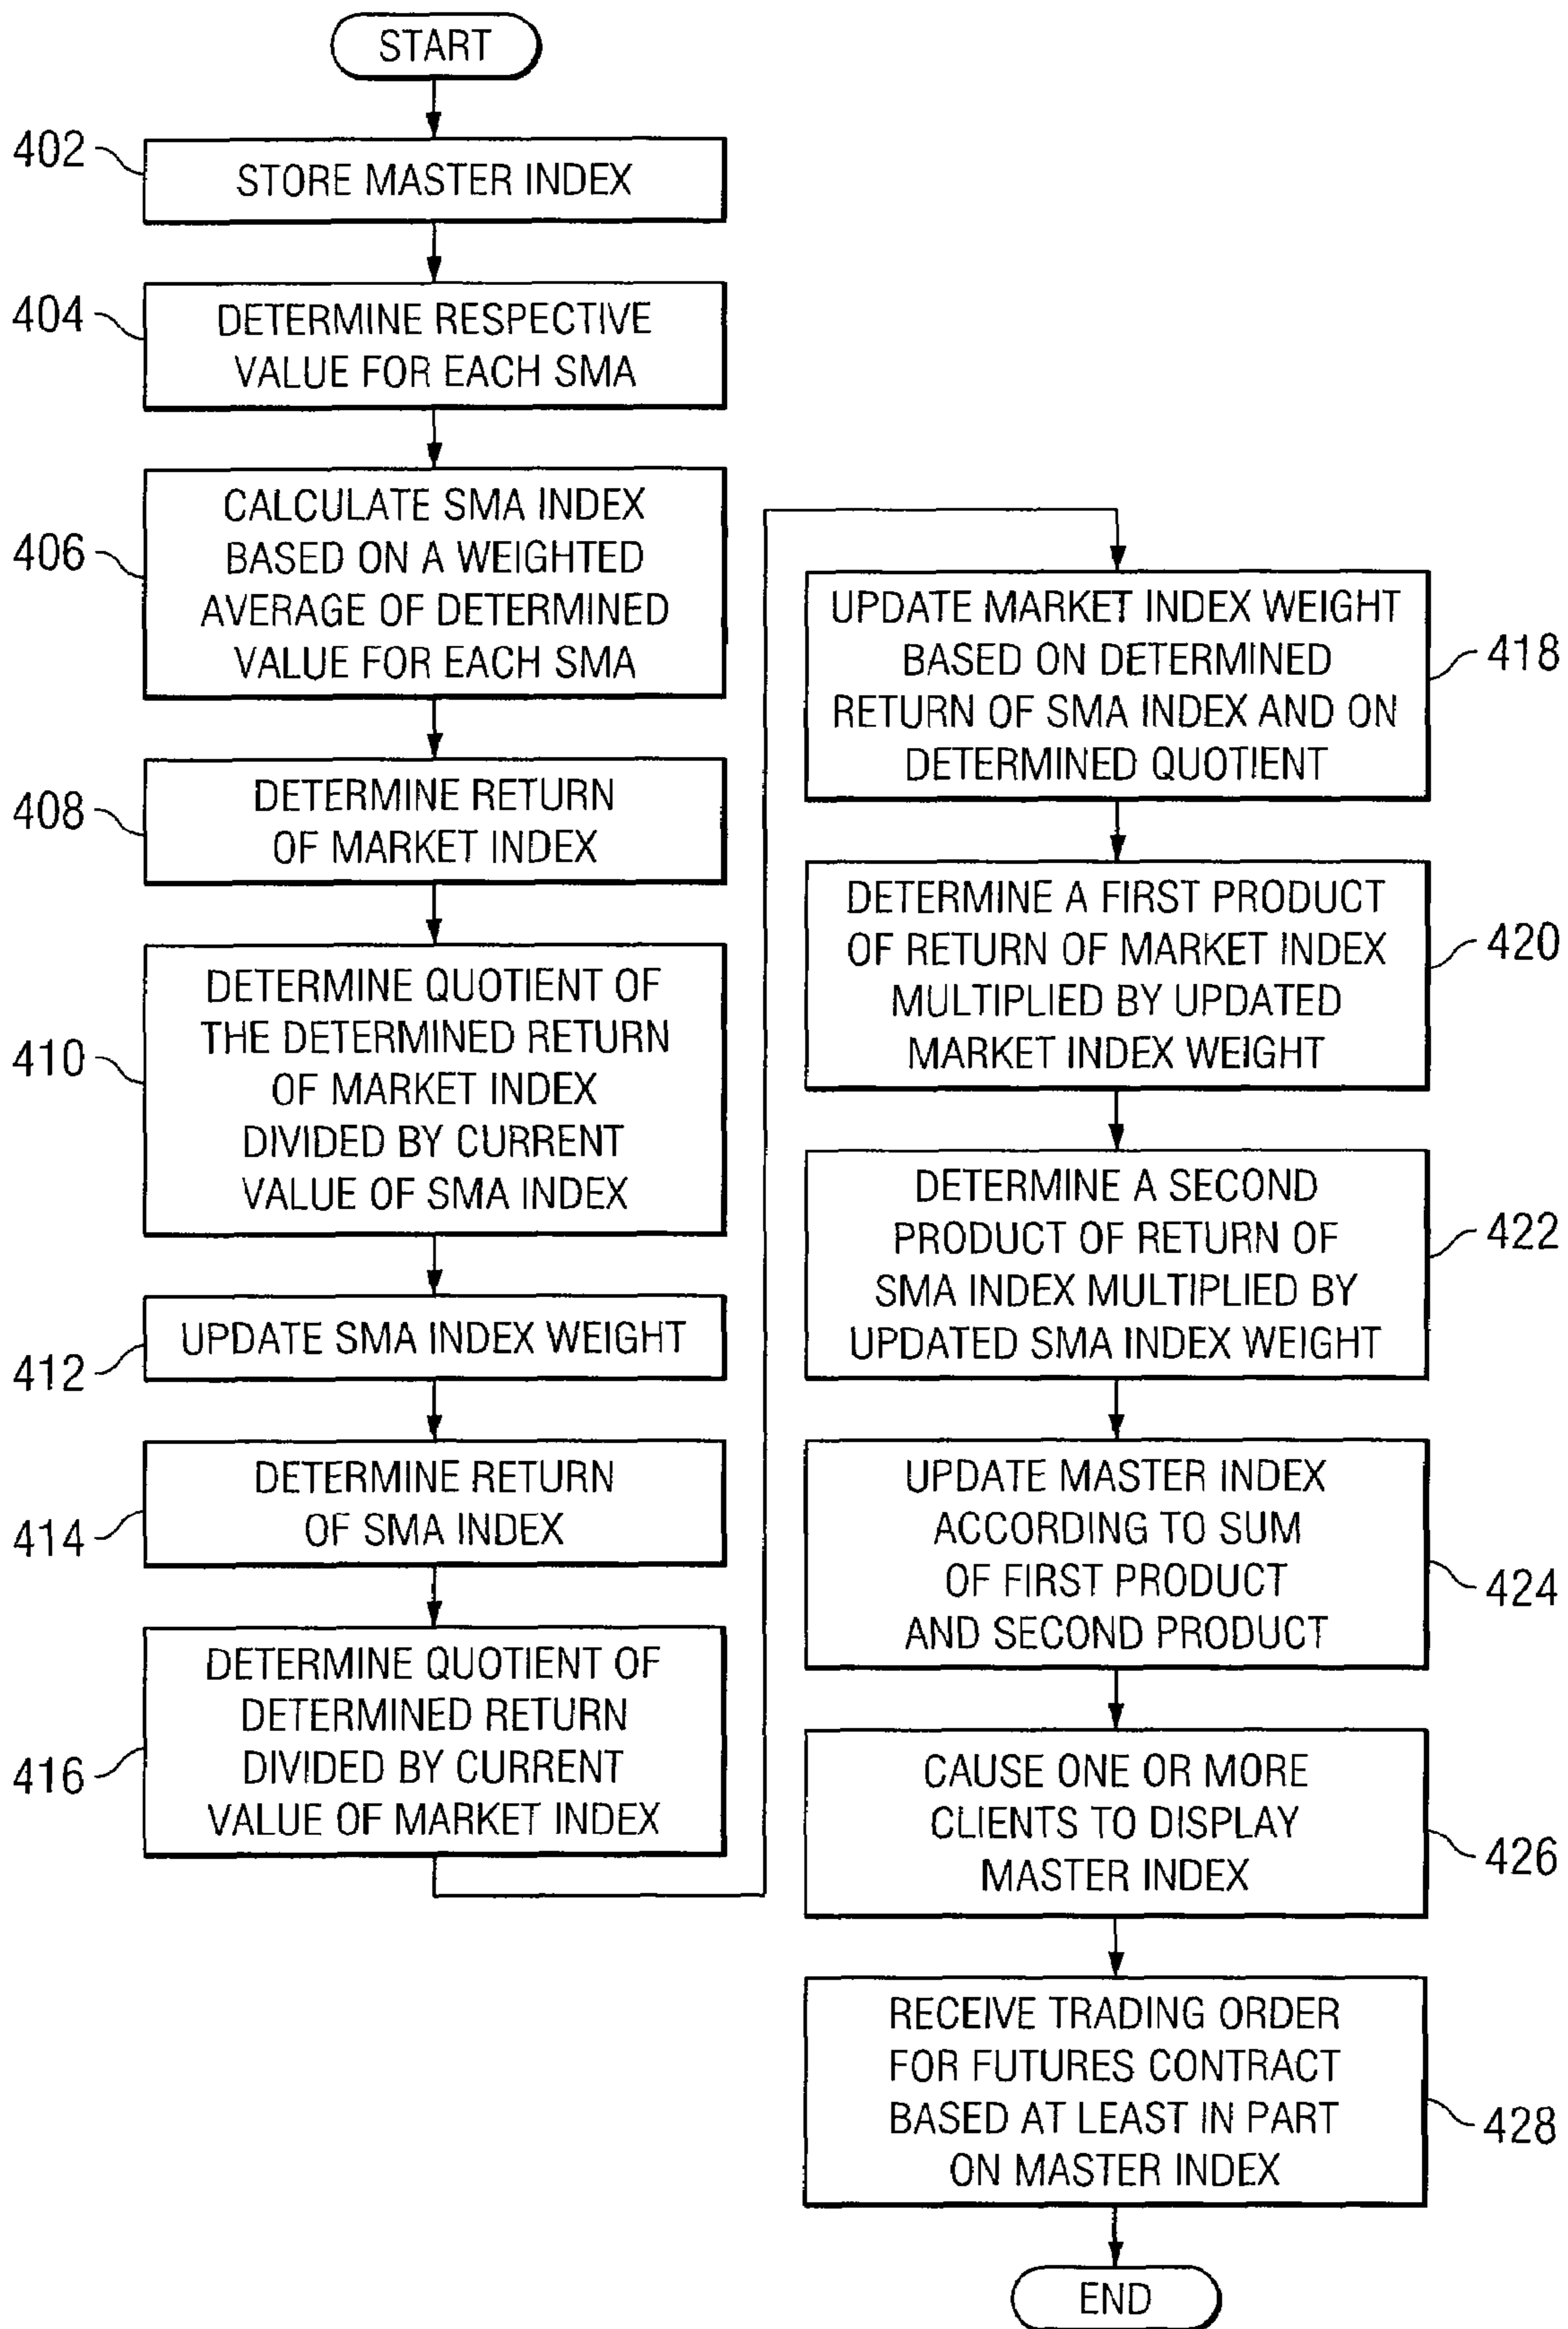 START
402
STORE MASTER INDEX
404
DETERMINE RESPECTIVE
VALUE FOR EACH SMA
406
CALCULATE SMA INDEX
BASED ON A WEIGHTED
AVERAGE OF DETERMINED
VALUE FOR EACH SMA
408
DETERMINE RETURN
OF MARKET INDEX
410
DETERMINE QUOTIENT OF
THE DETERMINED RETURN
OF MARKET INDEX
DIVIDED BY CURRENT
VALUE OF SMA INDEX
412
UPDATE SMA INDEX WEIGHT
414
DETERMINE RETURN
OF SMA INDEX
416
DETERMINE QUOTIENT OF
DETERMINED RETURN
DIVIDED BY CURRENT
VALUE OF MARKET INDEX
UPDATE MARKET INDEX WEIGHT
BASED ON DETERMINED
RETURN OF SMA INDEX AND ON
DETERMINED QUOTIENT
418
DETERMINE A FIRST PRODUCT
OF RETURN OF MARKET INDEX
MULTIPLIED BY UPDATED
MARKET INDEX WEIGHT
420
DETERMINE A SECOND
PRODUCT OF RETURN OF
SMA INDEX MULTIPLIED BY
UPDATED SMA INDEX WEIGHT
422
UPDATE MASTER INDEX
ACCORDING TO SUM
OF FIRST PRODUCT
AND SECOND PRODUCT
424
CAUSE ONE OR MORE
CLIENTS TO DISPLAY
MASTER INDEX
426
RECEIVE TRADING ORDER
FOR FUTURES CONTRACT
BASED AT LEAST IN PART
ON MASTER INDEX
428
END